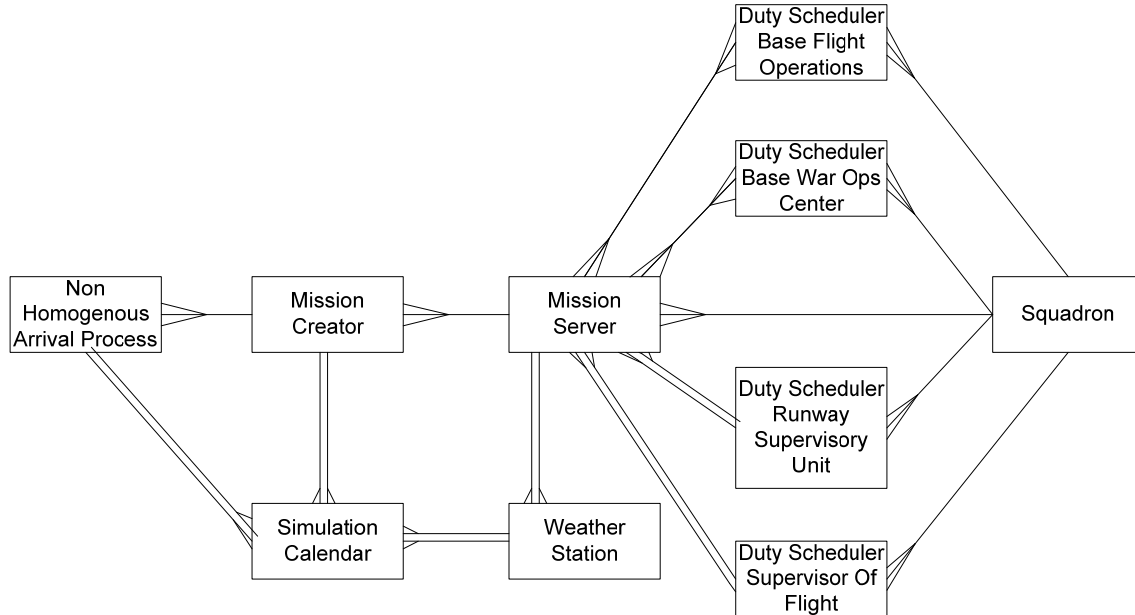 Duty Scheduler
Base Flight
Operations
Duty Scheduler
Base War Ops
Center
Non
Homogenous
Arrival Process
Mission
Creator
Mission
Server
Squadron
Duty Scheduler
Runway
Supervisory
Unit
Simulation
Calendar
Weather
Station
Duty Scheduler
Supervisor Of
Flight